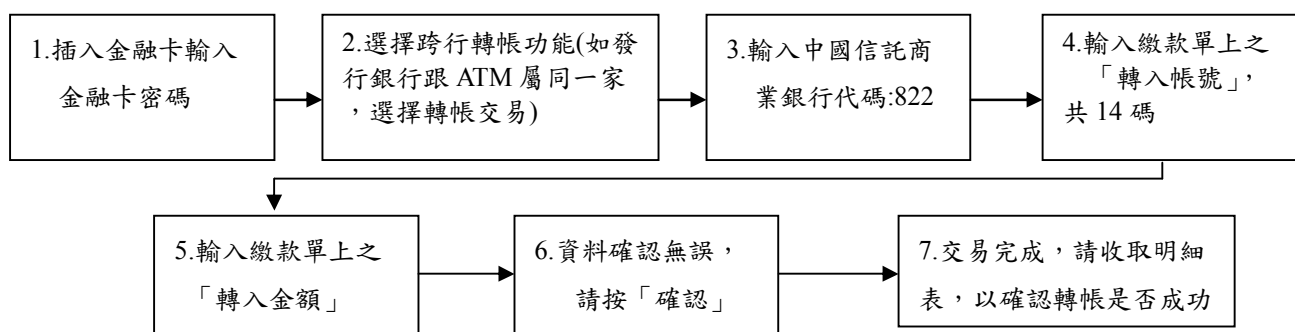 1.插入金融卡輸入
金融卡密碼
2.選擇跨行轉帳功能(如發
行銀行跟 ATM 屬同一家
，選擇轉帳交易)
3.輸入中國信託商
業銀行代碼:822
4.輸入繳款單上之
「轉入帳號」，
共 14 碼
5.輸入繳款單上之
「轉入金額」
6.資料確認無誤，
請按「確認」
7.交易完成，請收取明細
表，以確認轉帳是否成功